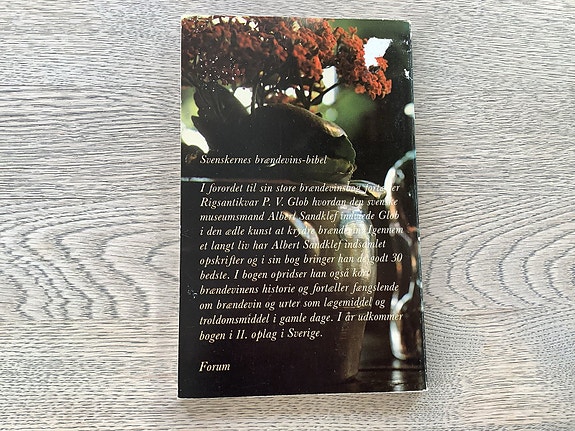 Svenskernes brændevins-bibel
I forordet til sin store brændevinsbog fortæller
Rigsantikvar P. V. Glob hvordan den svenske
museumsmand Albert Sandklef indviede Glob
i den ædle kunst at krydre brændevin. Igennem
et langt liv har Albert Sandklef indsamlet
opskrifter og i sin bog bringer han de godt 30
bedste. I bogen opridser han også kort
brændevinens historie og fortæller fængslende
om brændevin og urter som lægemiddel og
troldomsmiddel i gamle dage. I år udkommer
bogen i 11. oplag i Sverige.
Forum